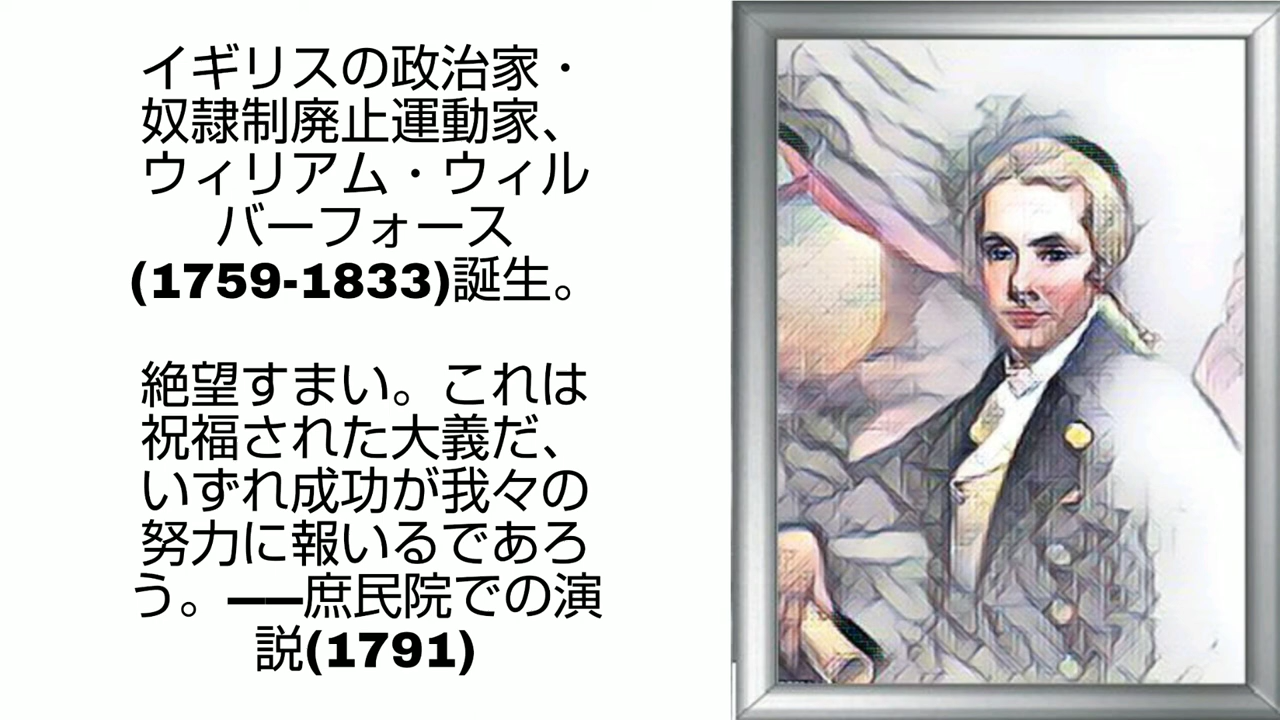 イギリスの政治家・
奴隷制廃止運動家、
ウィリアム・ウィル
バーフォース
(1759-1833)誕生。
絶望すまい。これは
祝福された大義だ、
いずれ成功が我々の
努力に報いるであろ
う。——庶民院での演
説(1791)